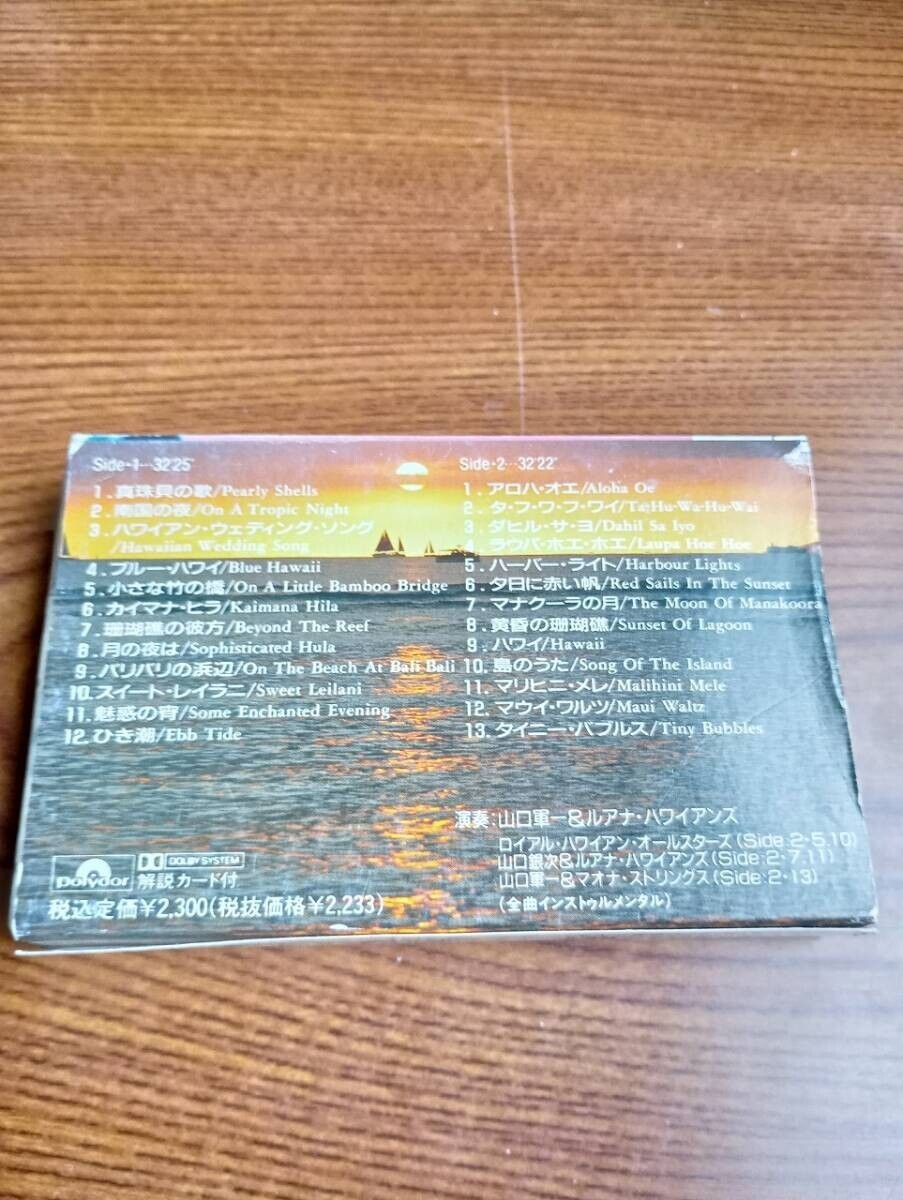 Side・1…32'25"
1. 真珠貝の歌/Pearly Shells
2. 南国の夜/On A Tropic Night
3. ハワイアン・ウェディング・ソング
/Hawaiian Wedding Song
4. ブルー・ハワイ/Blue Hawaii
5. 小さな竹の橋/On A Little Bamboo Bridge
6. カイマナ・ヒラ/Kaimana Hila
7. 珊瑚礁の彼方/Beyond The Reef
8. 月の夜は/Sophisticated Hula
9. バリバリの浜辺/On The Beach At Bali Bali
10. スイート・レイラニ/Sweet Leilani
11. 魅惑の宵/Some Enchanted Evening
12. ひき潮/Ebb Tide
Side・2…32'22"
1. アロハ・オエ/Aloha Oe
2. タ・フ・ワ・フ・ワイ/Ta-Hu-Wa-Hu-Wai
3. ダヒル・サ・ヨ/Dahil Sa Iyo
4. ラウパ・ホエ・ホエ/Laupa Hoe Hoe
5. ハーバー・ライト/Harbour Lights
6. 夕日に赤い帆/Red Sails In The Sunset
7. マナクーラの月/The Moon Of Manakoora
8. 黄昏の珊瑚礁/Sunset Of Lagoon
9. ハワイ/Hawaii
10. 島のうた/Song Of The Island
11. マリヒニ・メレ/Malihini Mele
12. マウイ・ワルツ/Maui Waltz
13. タイニー・バブルス/Tiny Bubbles
演奏:山口軍一&ルアナ・ハワイアンズ
ロイアル・ハワイアン・オールスターズ(Side:2・5,10)
山口銀次&ルアナ・ハワイアンズ(Side:2・7,11)
山口軍一&マオナ・ストリングス(Side:2・13)
(全曲インストゥルメンタル)
polydor
DOLBY SYSTEM
解説カード付
税込定価¥2,300(税抜価格¥2,233)